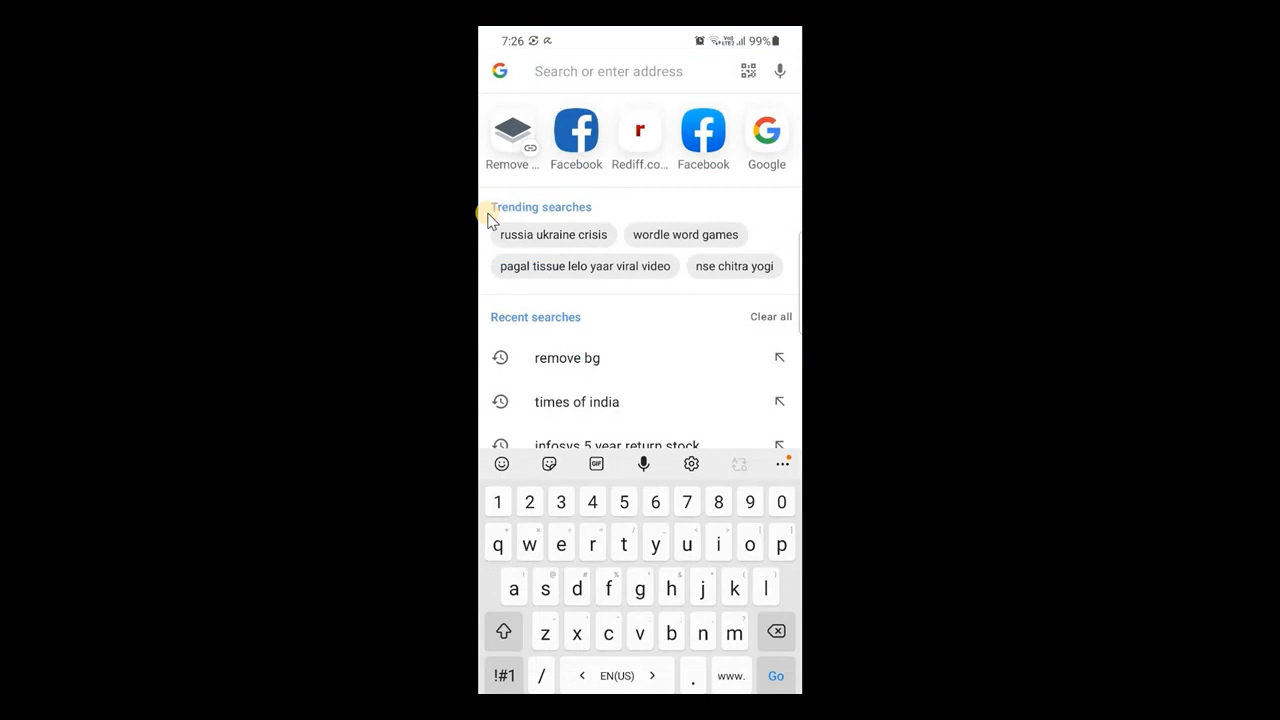 7:26 Voi) LTE2 99%
Search or enter address
Remove ... Facebook Rediff.co... Facebook Google
Trending searches
russia ukraine crisis wordle word games
pagal tissue lelo yaar viral video nse chitra yogi
Recent searches Clear all
remove bg
times of india
infosys 5 year return stock
GIF
1 2 3 4 5 6 7 8 9 0
q w e r t y u i o p
a s d f g h j k l
z x c v b n m
!#1 / < EN(US) > . www. Go